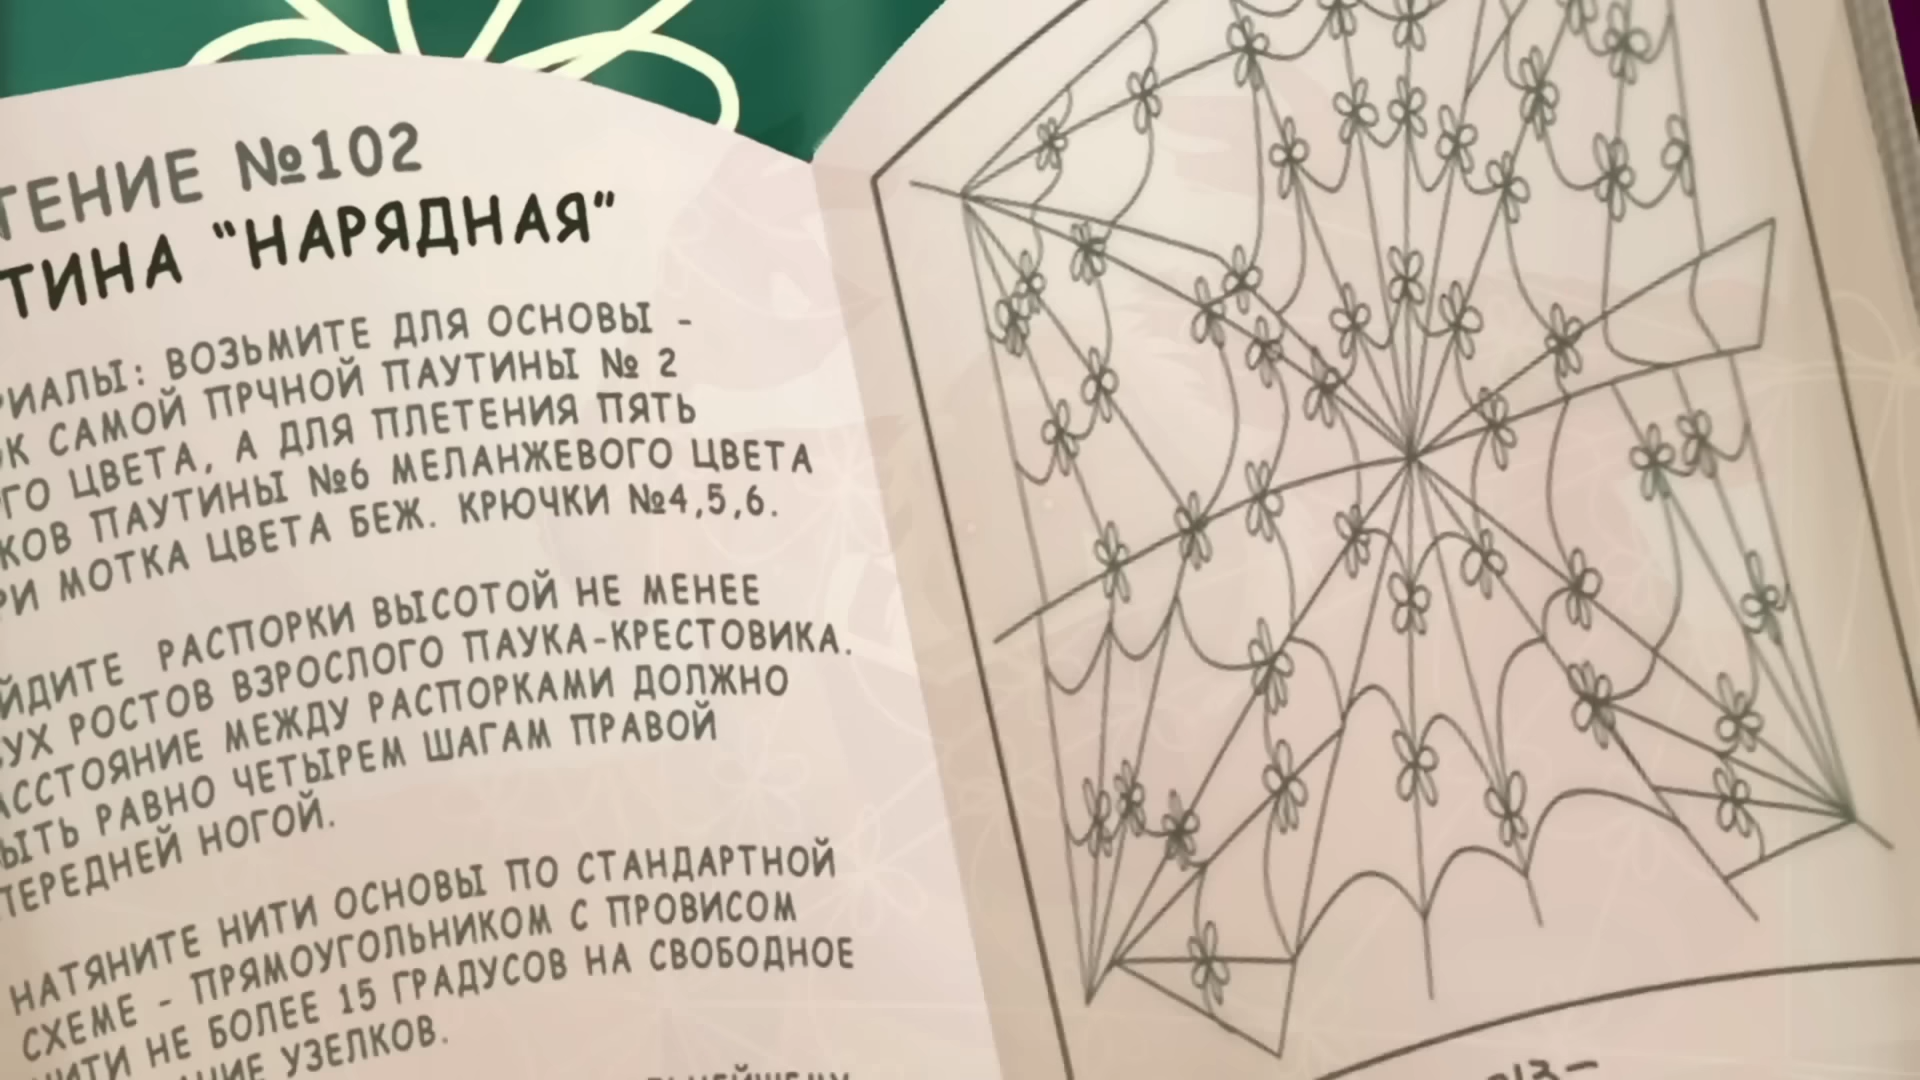 ТЕНИЕ №102
ТИНА “НАРЯДНАЯ”
РИАЛЫ: ВОЗЬМИТЕ ДЛЯ ОСНОВЫ -
ОК САМОЙ ПРЧНОЙ ПАУТИНЫ № 2
ГО ЦВЕТА, А ДЛЯ ПЛЕТЕНИЯ ПЯТЬ
КОВ ПАУТИНЫ №6 МЕЛАНЖЕВОГО ЦВЕТА
РИ МОТКА ЦВЕТА БЕЖ. КРЮЧКИ №4,5,6.
ЙДИТЕ РАСПОРКИ ВЫСОТОЙ НЕ МЕНЕЕ
ВУХ РОСТОВ ВЗРОСЛОГО ПАУКА-КРЕСТОВИКА.
АССТОЯНИЕ МЕЖДУ РАСПОРКАМИ ДОЛЖНО
ЫТЬ РАВНО ЧЕТЫРЕМ ШАГАМ ПРАВОЙ
ПЕРЕДНЕЙ НОГОЙ.
НАТЯНИТЕ НИТИ ОСНОВЫ ПО СТАНДАРТНОЙ
СХЕМЕ - ПРЯМОУГОЛЬНИКОМ С ПРОВИСОМ
НИТИ НЕ БОЛЕЕ 15 ГРАДУСОВ НА СВОБОДНОЕ
АНИЕ УЗЕЛКОВ.